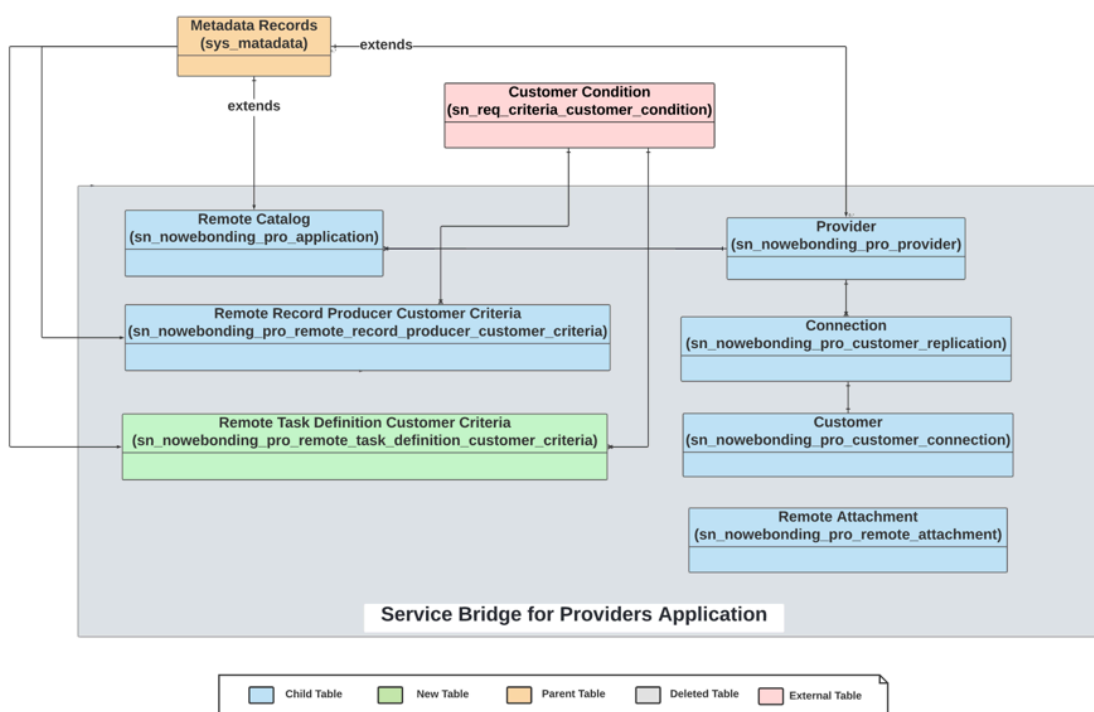 Metadata Records
(sys_matadata)
extends
extends
Customer Condition
(sn_req_criteria_customer_condition)
Remote Catalog
(sn_nowebonding_pro_application)
Provider
(sn_nowebonding_pro_provider)
Remote Record Producer Customer Criteria
(sn_nowebonding_pro_remote_record_producer_customer_criteria)
Connection
(sn_nowebonding_pro_customer_replication)
Remote Task Definition Customer Criteria
(sn_nowebonding_pro_remote_task_definition_customer_criteria)
Customer
(sn_nowebonding_pro_customer_connection)
Remote Attachment
(sn_nowebonding_pro_remote_attachment)
Service Bridge for Providers Application
Child Table
New Table
Parent Table
Deleted Table
External Table